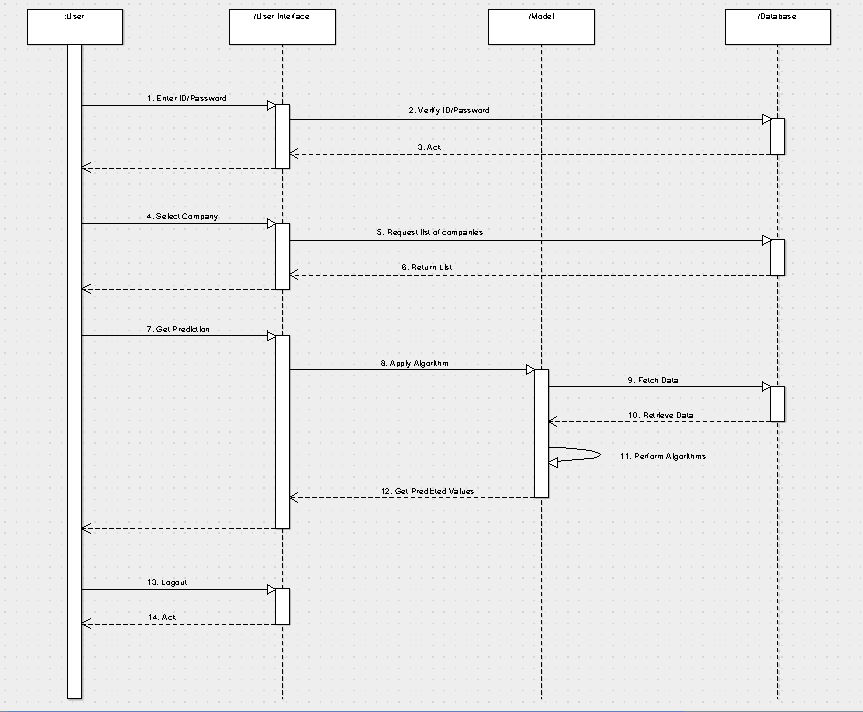 :User
/User Interface
/Model
/Database
1. Enter ID/Password
2. Verify ID/Password
3. Ack
4. Select Company
5. Request list of companies
6. Return List
7. Get Prediction
8. Apply Algorithm
9. Fetch Data
10. Retrieve Data
11. Perform Algorithms
12. Get Predicted Values
13. Logout
14. Ack